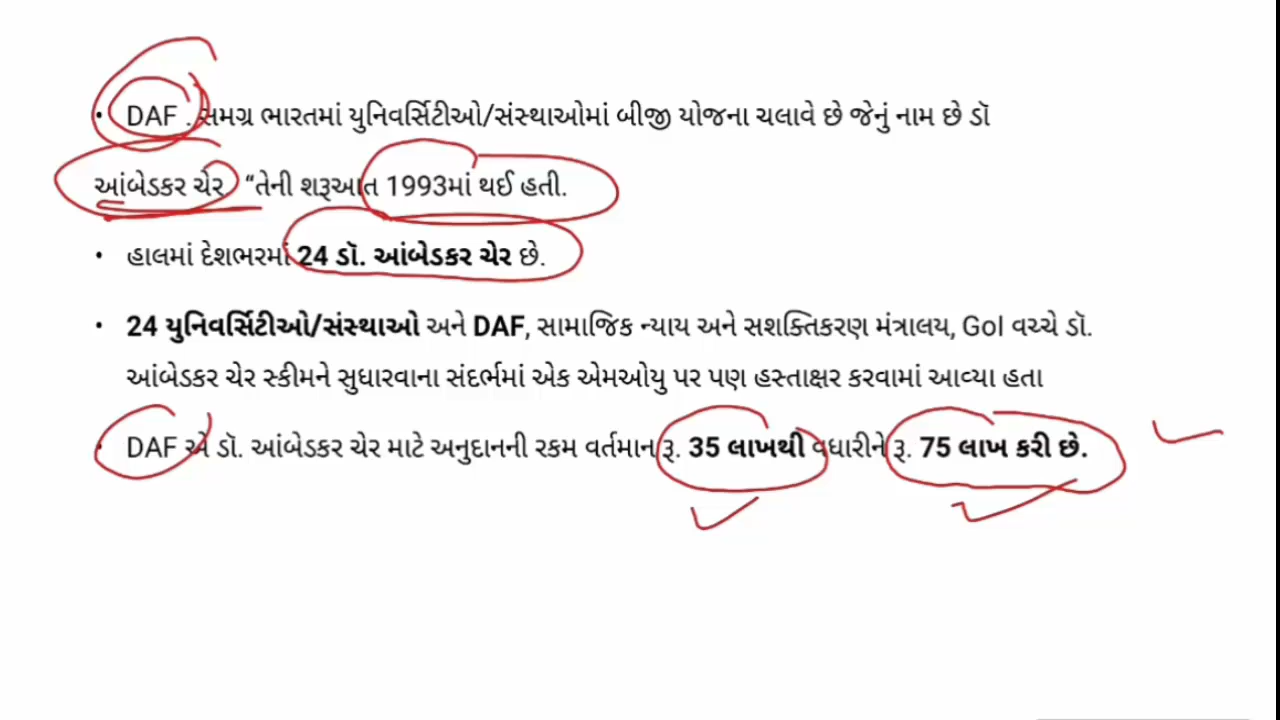 • DAF . સમગ્ર ભારતમાં યુનિવર્સિટીઓ/સંસ્થાઓમાં બીજી યોજના ચલાવે છે જેનું નામ છે ડૉ
આંબેડકર ચેર "તેની શરૂઆત 1993માં થઈ હતી.
• હાલમાં દેશભરમાં 24 ડૉ. આંબેડકર ચેર છે.
• 24 યુનિવર્સિટીઓ/સંસ્થાઓ અને DAF, સામાજિક ન્યાય અને સશક્તિકરણ મંત્રાલય, GoI વચ્ચે ડૉ.
આંબેડકર ચેર સ્કીમને સુધારવાના સંદર્ભમાં એક એમઓયુ પર પણ હસ્તાક્ષર કરવામાં આવ્યા હતા
• DAF એ ડૉ. આંબેડકર ચેર માટે અનુદાનની રકમ વર્તમાન રૂ. 35 લાખથી વધારીને રૂ. 75 લાખ કરી છે.